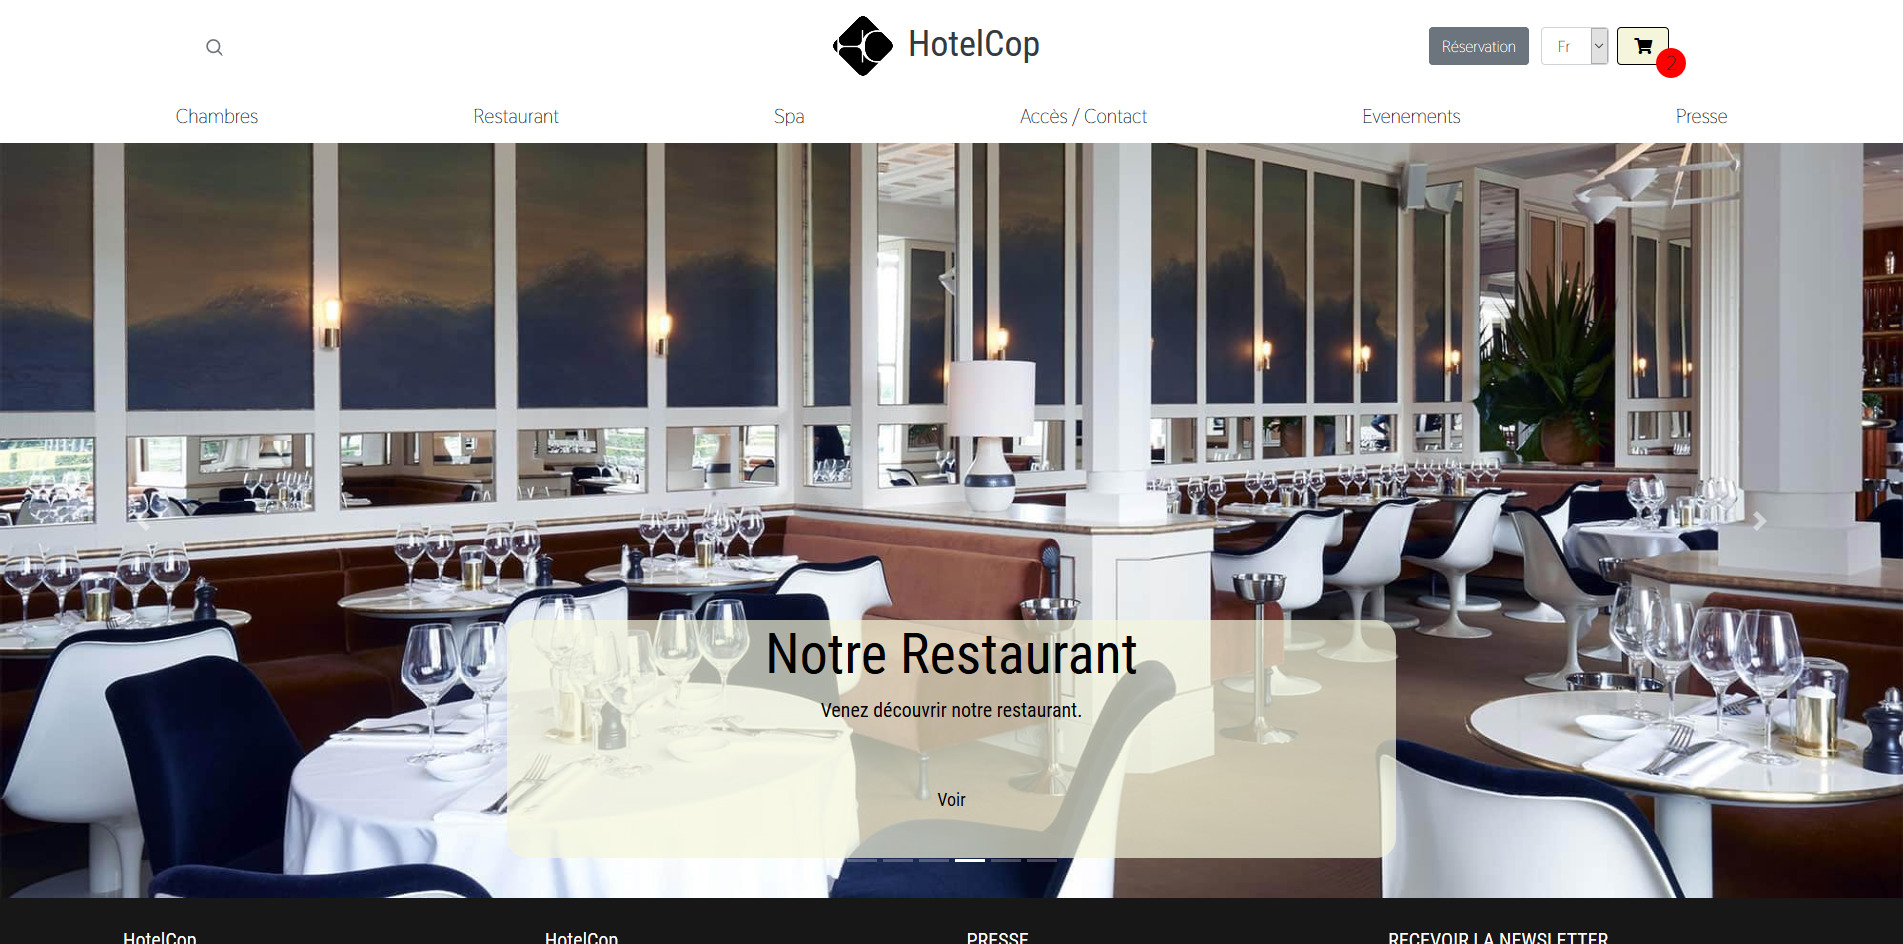 HotelCop
Réservation
Fr
2
Chambres
Restaurant
Spa
Accès / Contact
Evenements
Presse
Notre Restaurant
Venez découvrir notre restaurant.
Voir
HotelCop
HotelCop
PRESSE
RECEVOIR LA NEWSLETTER